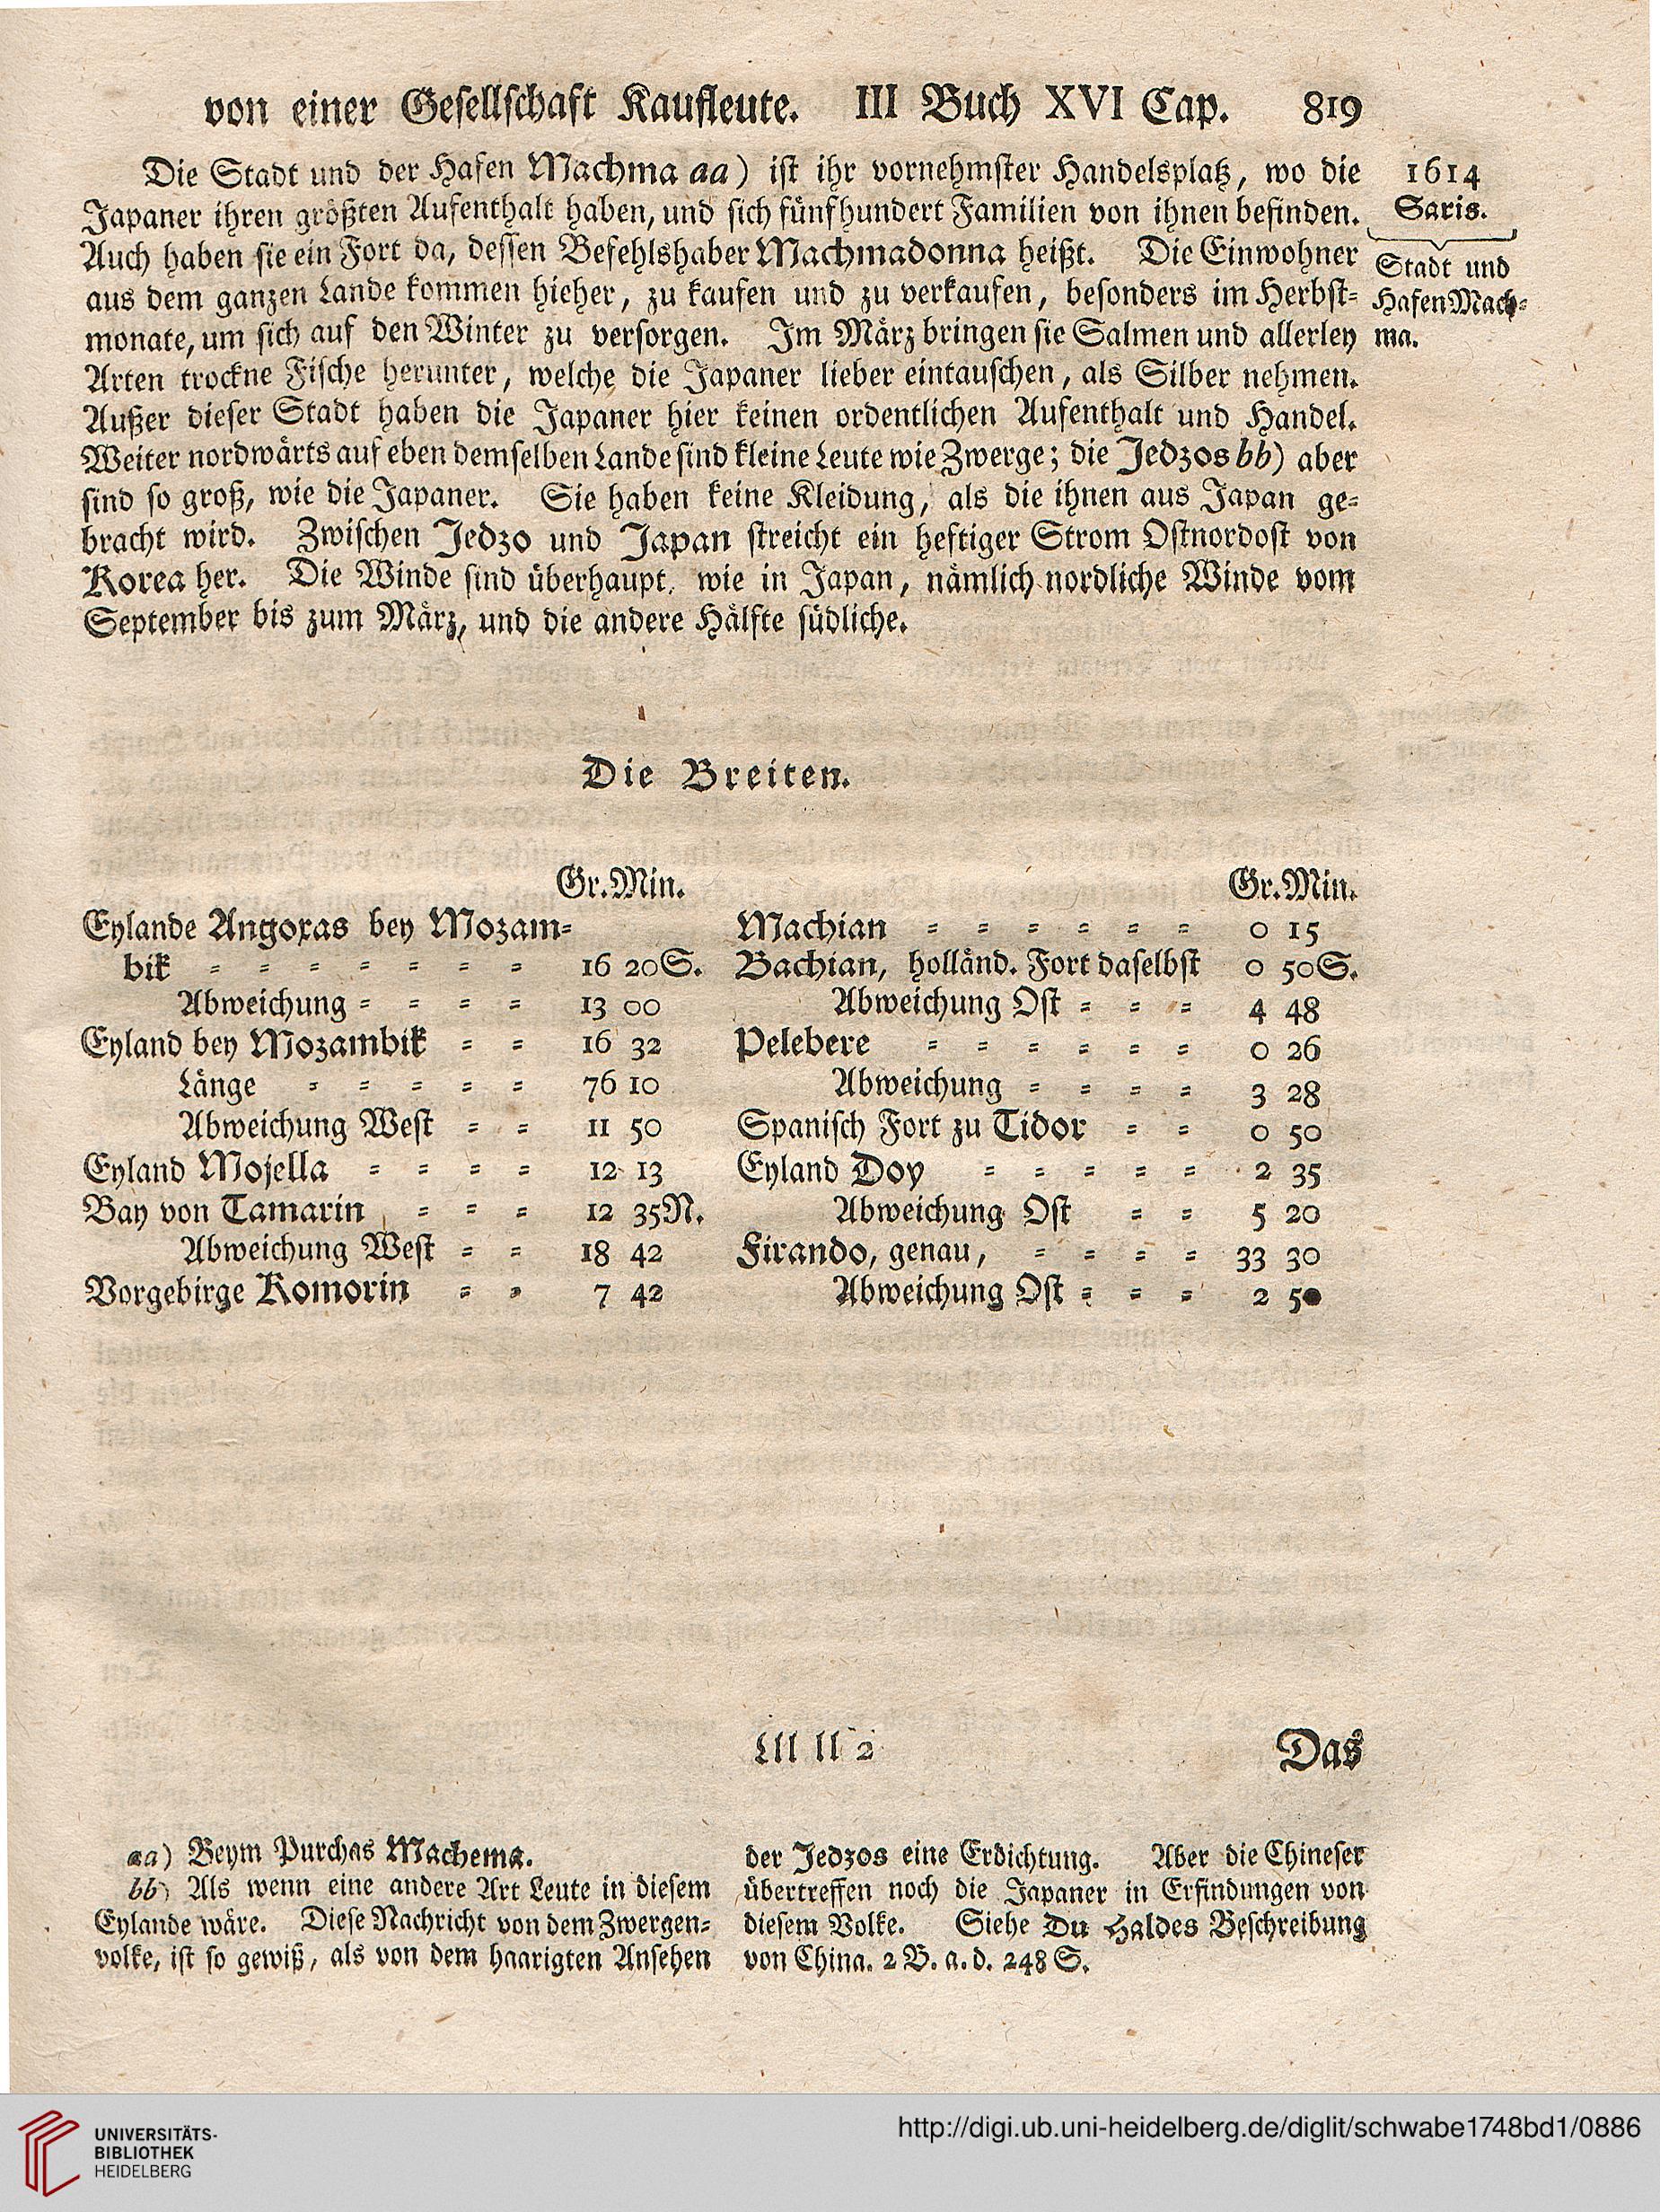 von einer Gesellschaft Kaufleute. III Buch XVI Cap. 819
Die Stadt und der Hafen Machma aa) ist ihr vornehmster Handelsplatz, wo die
Japaner ihren größten Aufenthalt haben, und sich fünfhundert Familien von ihnen befinden.
Auch haben sie ein Fort da, dessen Befehlshaber Machmadonna heißt. Die Einwohner
aus dem ganzen Lande kommen hieher, zu kaufen und zu verkaufen, besonders im Herbst=
monate, um sich auf den Winter zu versorgen. Im März bringen sie Salmen und allerley
Arten trockne Fische herunter, welche die Japaner lieber eintauschen, als Silber nehmen.
Außer dieser Stadt haben die Japaner hier keinen ordentlichen Aufenthalt und Handel.
Weiter nordwärts auf eben demselben Lande sind kleine Leute wie Zwerge; die Jedzos bb) aber
sind so groß, wie die Japaner. Sie haben keine Kleidung, als die ihnen aus Japan ge=
bracht wird. Zwischen Jedzo und Japan streicht ein heftiger Strom Ostnordost von
Korea her. Die Winde sind überhaupt, wie in Japan, nämlich nordliche Winde vom
September bis zum März, und die andere Hälfte südliche.
1614
Saris.
Stadt und
Hafen Mach=
ma.
Die Breiten.
Gr. Min.
Eylande Angoxas bey Mozam=
bik = = = = = = = 16 20 S.
Abweichung = = = = 13 00
Eyland bey Mozambik = = 16 32
Länge = = = = = 76 10
Abweichung West = = 11 50
Eyland Mojella = = = = 12 13
Bay von Tamarin = = = 12 35 N.
Abweichung West = = 18 42
Vorgebirge Komorin = = 7 42
Gr. Min.
Machian = = = = = = 0 15
Bachian, holländ. Fort daselbst 0 50 S.
Abweichung Ost = = = 4 48
Pelebere = = = = = = 0 26
Abweichung = = = = 3 28
Spanisch Fort zu Tidor = = 0 50
Eyland Doy = = = = = 2 35
Abweichung Ost = = 5 20
Firando, genau, = = = = 33 30
Abweichung Ost = = = 2 50
Lll ll 2 Das
aa) Beym Purchas Machema.
bb) Als wenn eine andere Art Leute in diesem
Eylande wäre. Diese Nachricht von dem Zwergen=
volke, ist so gewiß, als von dem haarigten Ansehen
der Jedzos eine Erdichtung. Aber die Chineser
übertreffen noch die Japaner in Erfindungen von
diesem Volke. Siehe Du Haldes Beschreibung
von China. 2 B. a. d. 248 S.
UNIVERSITÄTS-
BIBLIOTHEK
HEIDELBERG
http://digi.ub.uni-heidelberg.de/diglit/schwabe1748bd1/0886